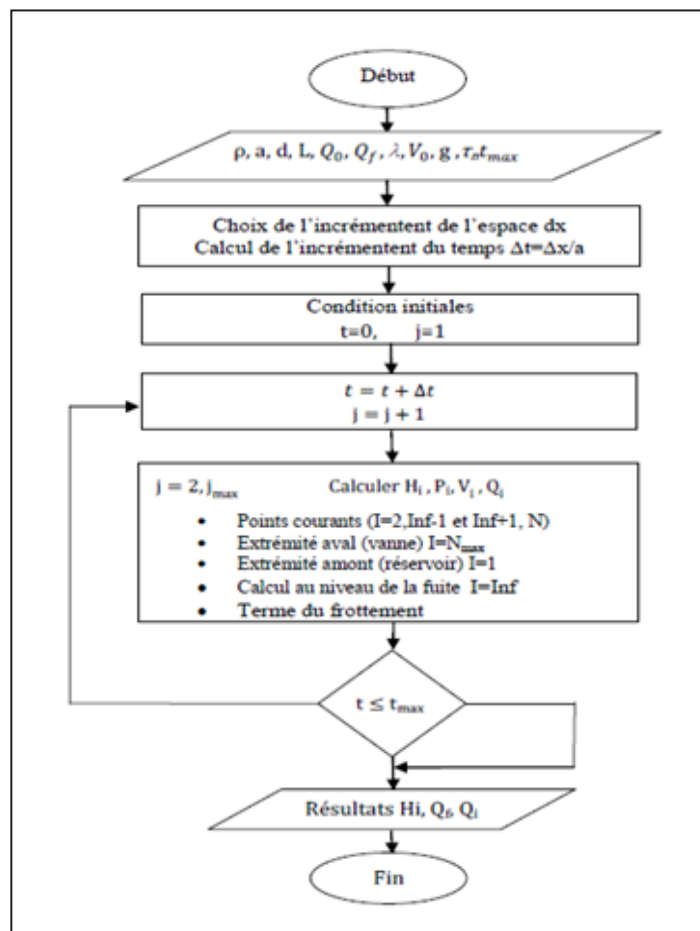 Début
ρ, a, d, L, Q₀, Q_f, λ, V₀, g , τₙt_max
Choix de l'incrémentent de l'espace dx
Calcul de l'incrémentent du temps Δt=Δx/a
Condition initiales
t=0, j=1
t = t + Δt
j = j + 1
j = 2, j_max Calculer H_i , P_i, V_i , Q_i
• Points courants (I=2,Inf-1 et Inf+1, N)
• Extrémité aval (vanne) I=N_max
• Extrémité amont (réservoir) I=1
• Calcul au niveau de la fuite I=Inf
• Terme du frottement
t ≤ t_max
Résultats Hi, Q_f, Q_i
Fin